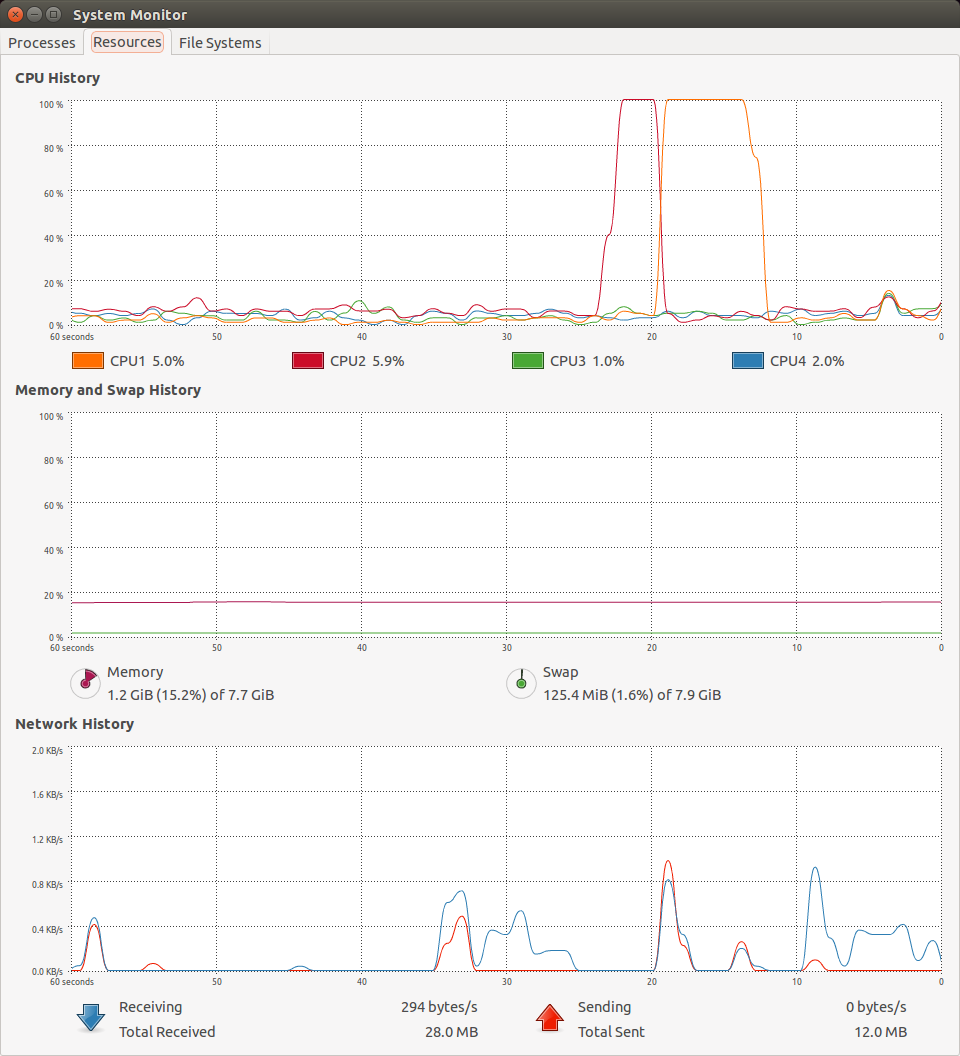 System Monitor
Processes Resources File Systems
CPU History
100 %
80 %
60 %
40 %
20 %
0 %
60 seconds 50 40 30 20 10 0
CPU1 5.0% CPU2 5.9% CPU3 1.0% CPU4 2.0%
Memory and Swap History
100 %
80 %
60 %
40 %
20 %
0 %
60 seconds 50 40 30 20 10 0
Memory
1.2 GiB (15.2%) of 7.7 GiB
Swap
125.4 MiB (1.6%) of 7.9 GiB
Network History
2.0 KB/s
1.6 KB/s
1.2 KB/s
0.8 KB/s
0.4 KB/s
0.0 KB/s
60 seconds 50 40 30 20 10 0
Receiving 294 bytes/s
Total Received 28.0 MB
Sending 0 bytes/s
Total Sent 12.0 MB